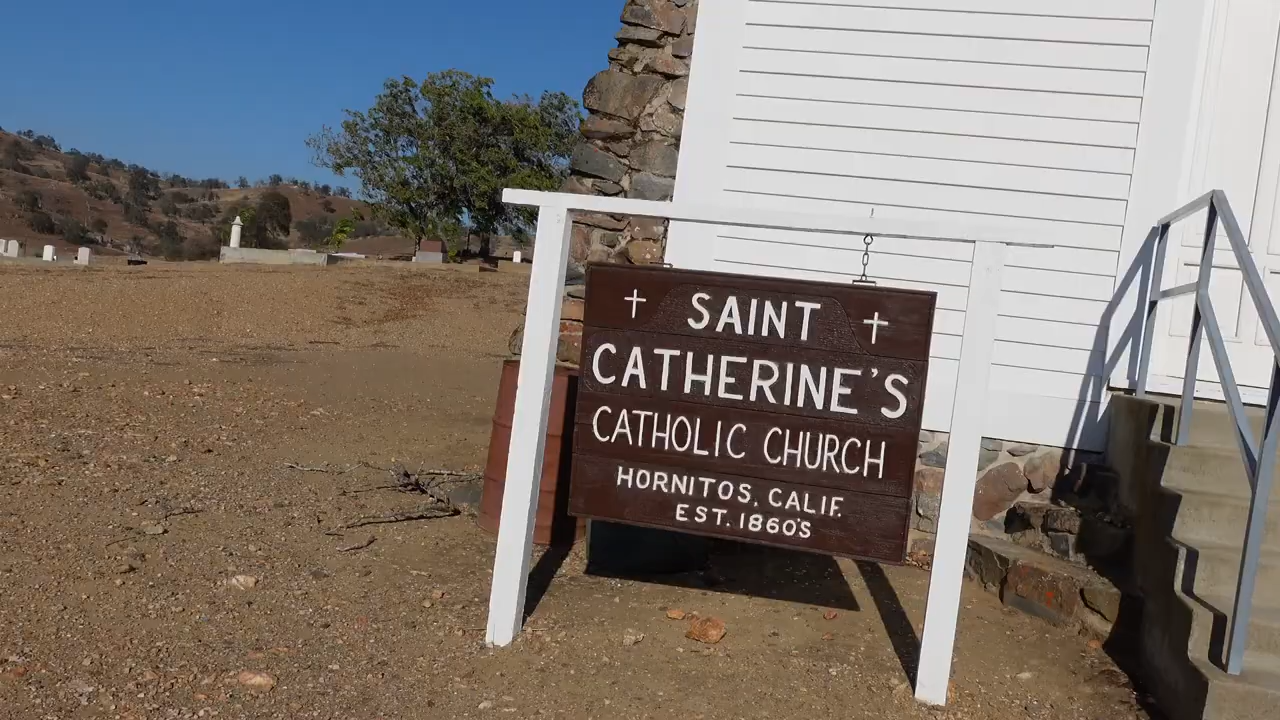 SAINT
CATHERINE'S
CATHOLIC CHURCH
HORNITOS, CALIF.
EST. 1860'S